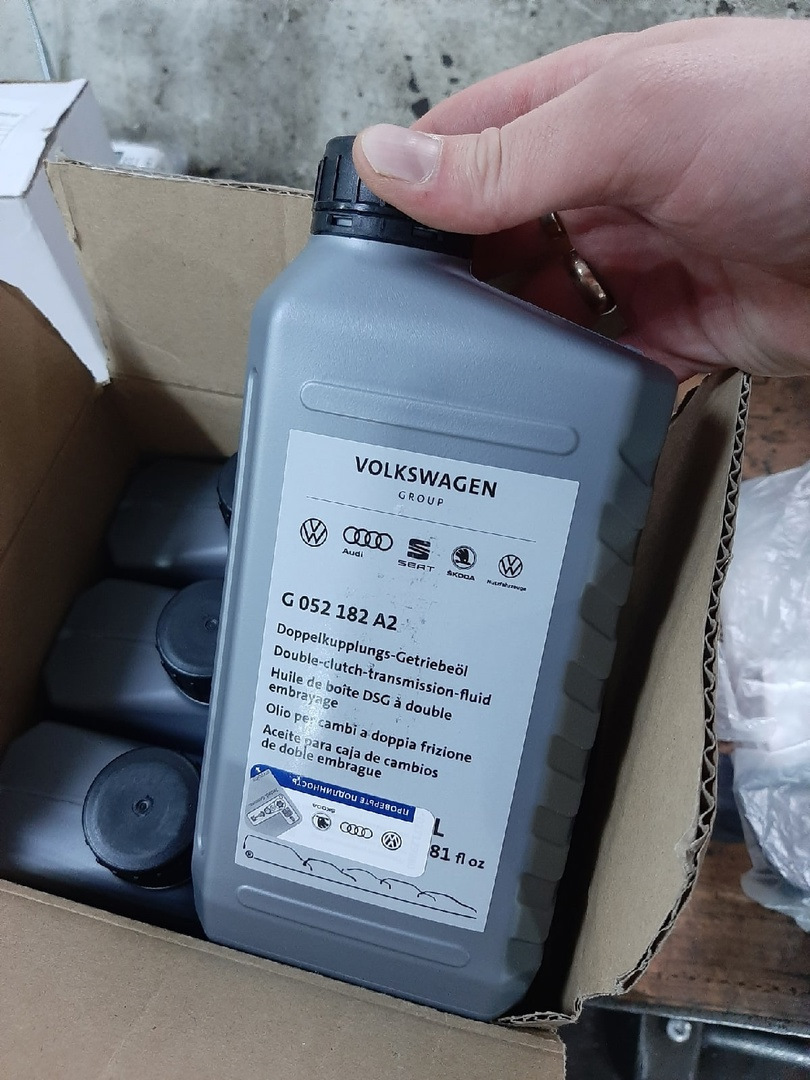 VOLKSWAGEN
GROUP
Audi
SEAT
ŠKODA
Nutzfahrzeuge
G 052 182 A2
Doppelkupplungs-Getriebeöl
Double-clutch-transmission-fluid
Huile de boîte DSG à double
embrayage
Olio per cambi a doppia frizione
Aceite para caja de cambios
de doble embrague
ПРОВЕРЬТЕ ПОДЛИННОСТЬ
ŠKODA
L
81 fl oz
®